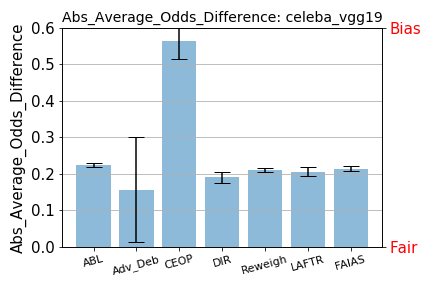 Abs_Average_Odds_Difference: celeba_vgg19
Abs_Average_Odds_Difference
0.6
0.5
0.4
0.3
0.2
0.1
0.0
Bias
Fair
ABL
Adv_Deb
CEOP
DIR
Reweigh
LAFTR
FAIAS